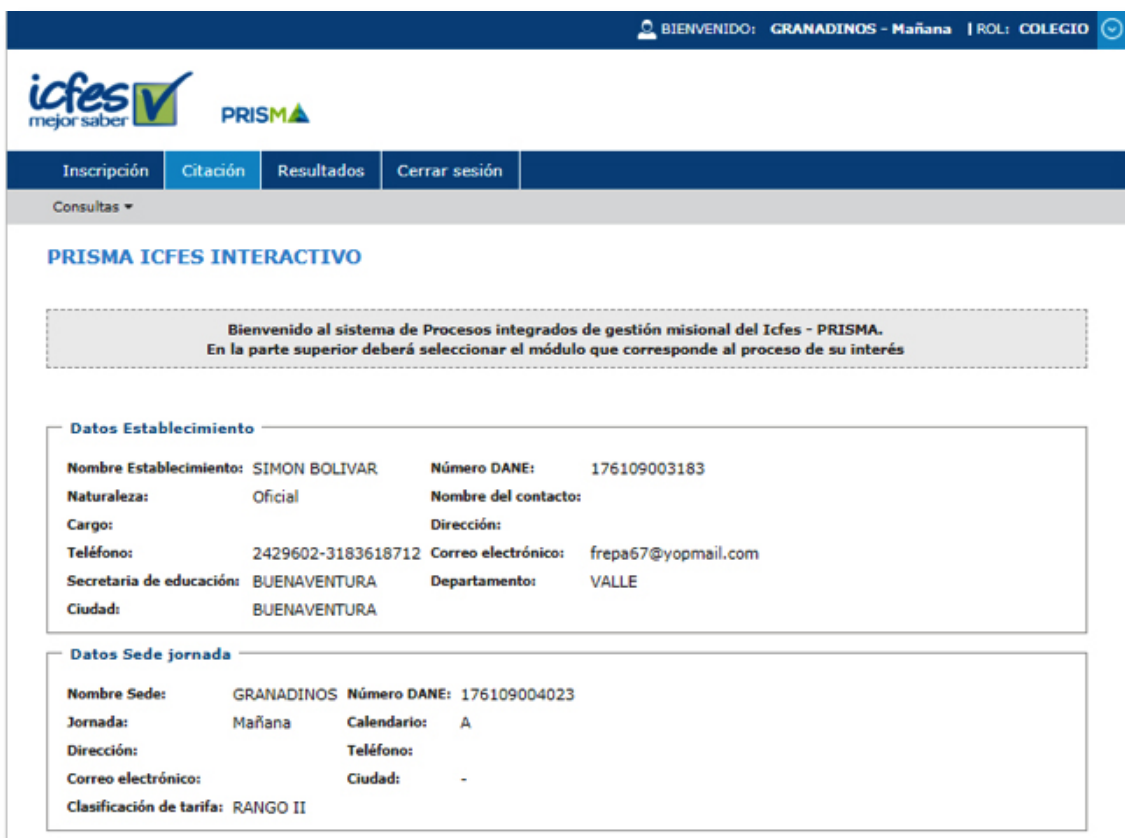 BIENVENIDO: GRANADINOS - Mañana | ROL: COLEGIO
icfes
mejor saber
PRISMA
Inscripción Citación Resultados Cerrar sesión
Consultas
PRISMA ICFES INTERACTIVO
Bienvenido al sistema de Procesos integrados de gestión misional del Icfes - PRISMA.
En la parte superior deberá seleccionar el módulo que corresponde al proceso de su interés
Datos Establecimiento
Nombre Establecimiento: SIMON BOLIVAR Número DANE: 176109003183
Naturaleza: Oficial Nombre del contacto:
Cargo: Dirección:
Teléfono: 2429602-3183618712 Correo electrónico: frepa67@yopmail.com
Secretaria de educación: BUENAVENTURA Departamento: VALLE
Ciudad: BUENAVENTURA
Datos Sede jornada
Nombre Sede: GRANADINOS Número DANE: 176109004023
Jornada: Mañana Calendario: A
Dirección: Teléfono:
Correo electrónico: Ciudad: -
Clasificación de tarifa: RANGO II